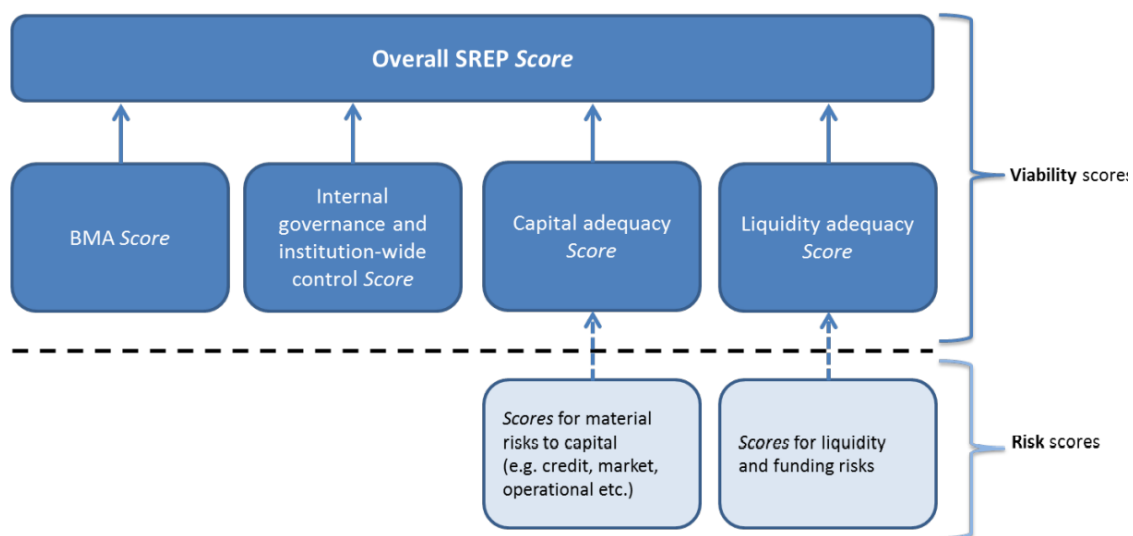 Overall SREP Score
BMA Score
Internal
governance and
institution-wide
control Score
Capital adequacy
Score
Liquidity adequacy
Score
Viability scores
Scores for material
risks to capital
(e.g. credit, market,
operational etc.)
Scores for liquidity
and funding risks
Risk scores